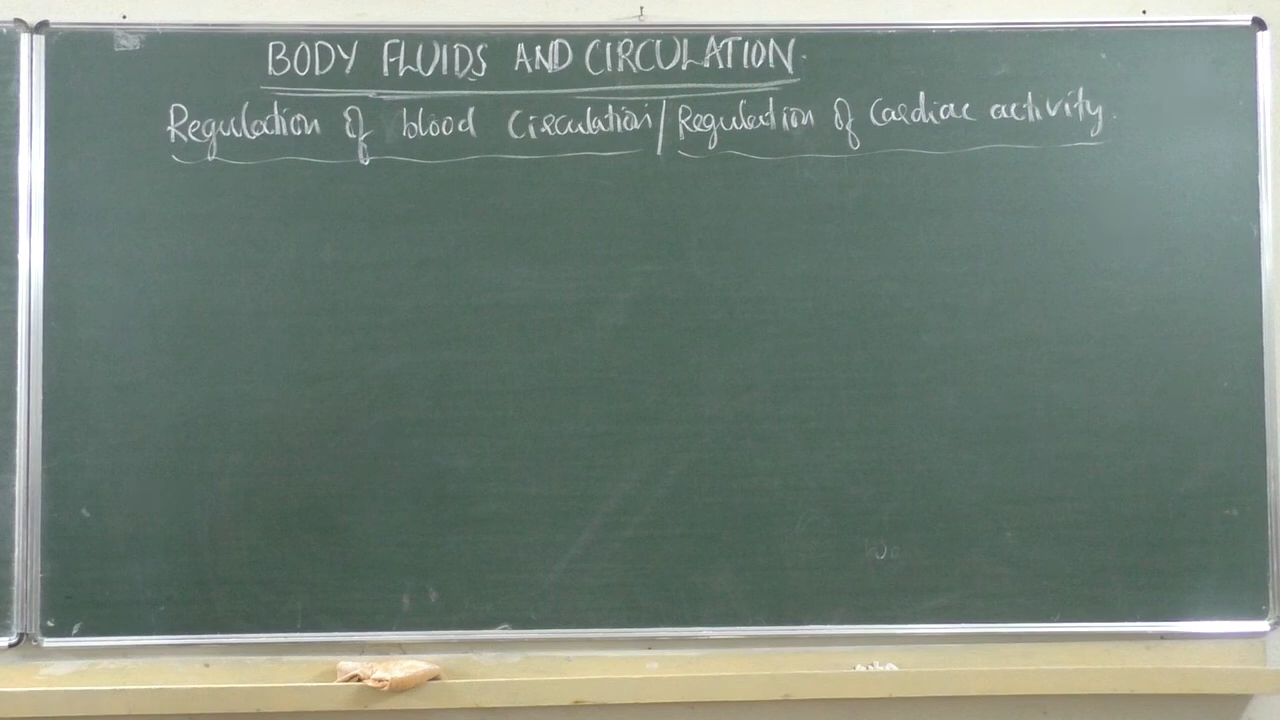 BODY FLUIDS AND CIRCULATION.
Regulation of blood Circulation/Regulation of Cardiac activity.